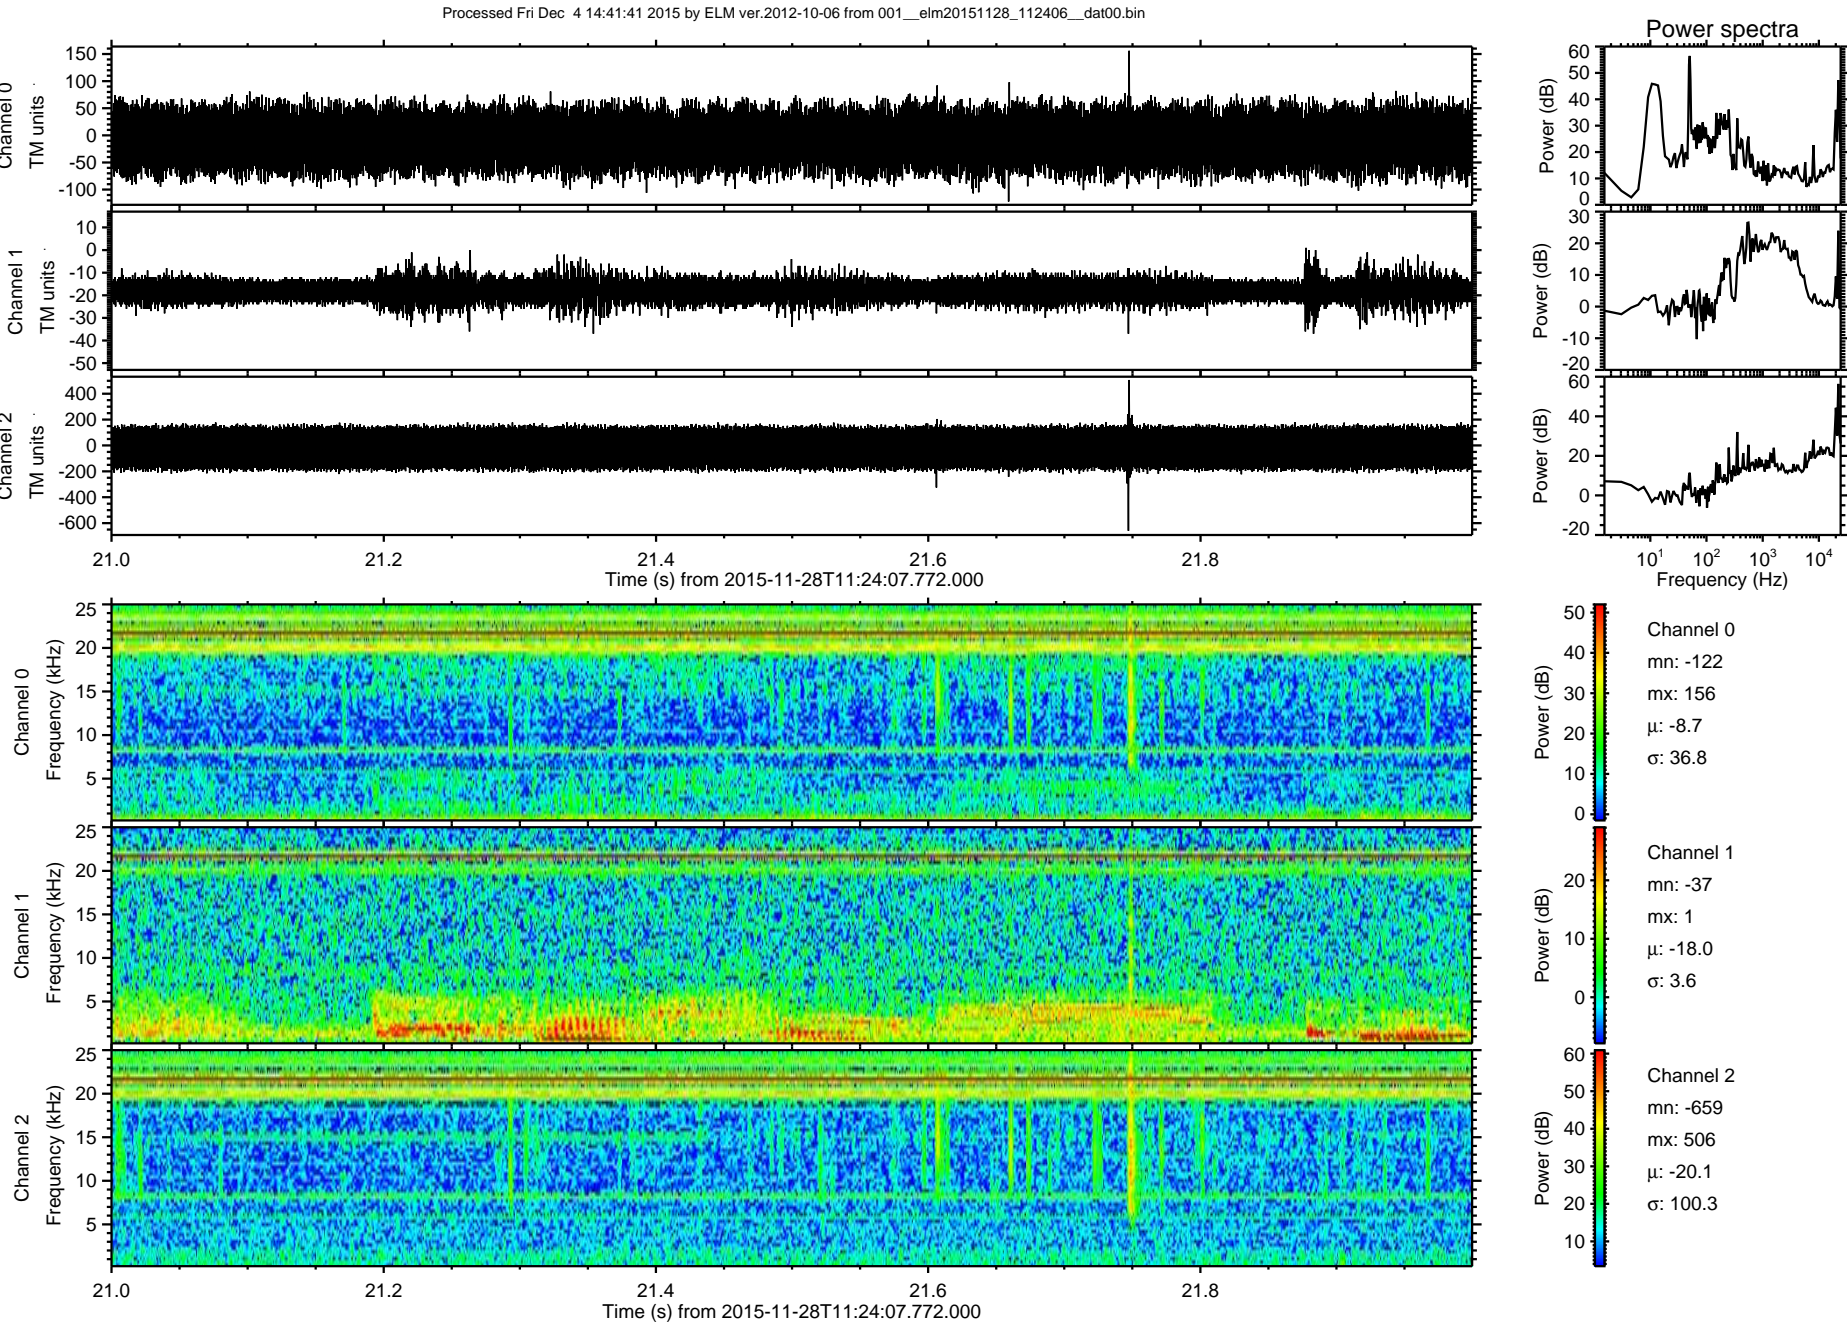 Processed Fri Dec  4 14:41:41 2015 by ELM ver.2012-10-06 from 001__elm20151128_112406__dat00.bin
Power spectra
Channel 0
TM units
150
100
50
0
-50
-100
Power (dB)
60
50
40
30
20
10
0
Channel 1
TM units
10
0
-10
-20
-30
-40
-50
Power (dB)
30
20
10
0
-10
-20
Channel 2
TM units
400
200
0
-200
-400
-600
Power (dB)
60
40
20
0
-20
21.0 21.2 21.4 21.6 21.8
Time (s) from 2015-11-28T11:24:07.772.000
10¹ 10² 10³ 10⁴
Frequency (Hz)
Channel 0
Frequency (kHz)
25
20
15
10
5
Power (dB)
50
40
30
20
10
0
Channel 0
mn: -122
mx: 156
μ: -8.7
σ: 36.8
Channel 1
Frequency (kHz)
25
20
15
10
5
Power (dB)
20
10
0
Channel 1
mn: -37
mx: 1
μ: -18.0
σ: 3.6
Channel 2
Frequency (kHz)
25
20
15
10
5
Power (dB)
60
50
40
30
20
10
Channel 2
mn: -659
mx: 506
μ: -20.1
σ: 100.3
21.0 21.2 21.4 21.6 21.8
Time (s) from 2015-11-28T11:24:07.772.000